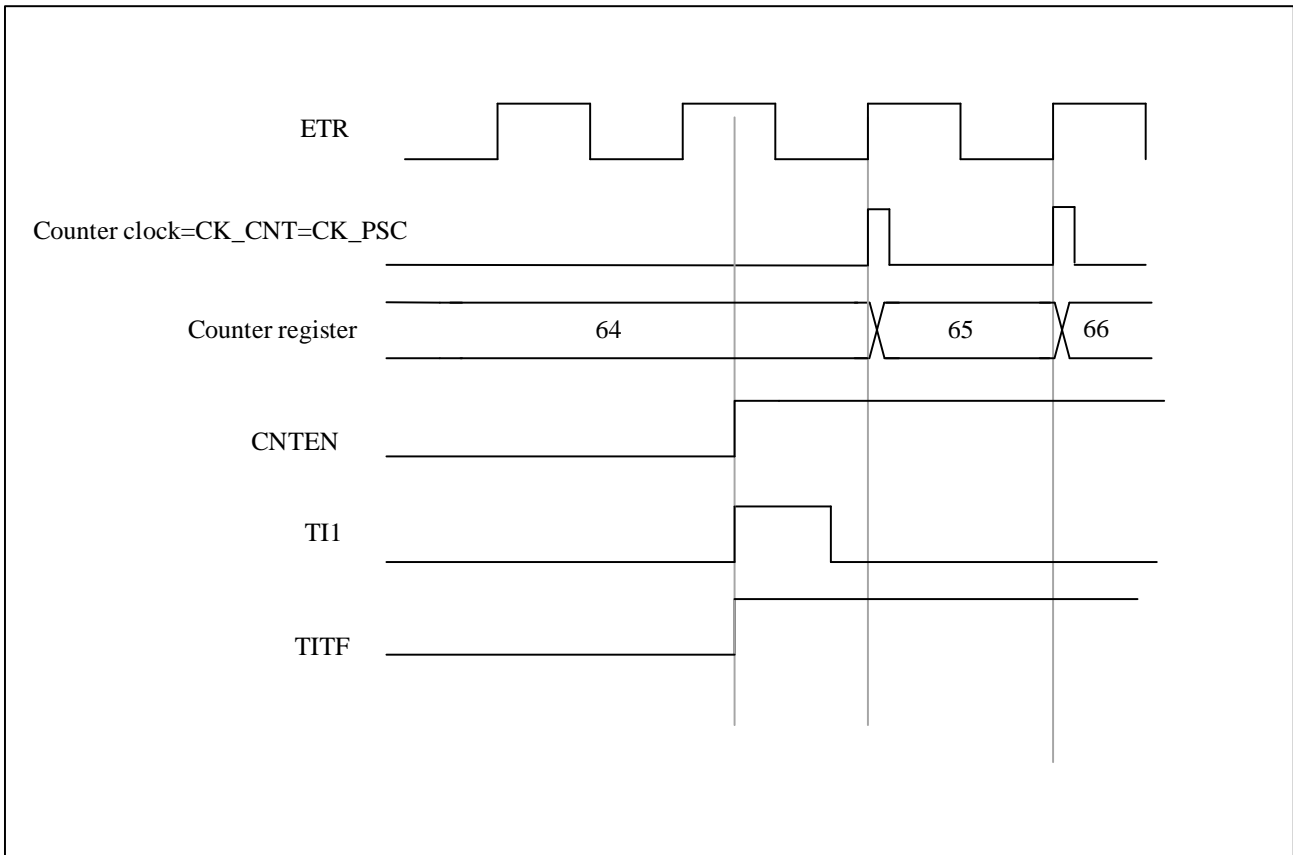 ETR
Counter clock=CK_CNT=CK_PSC
Counter register
64
65
66
CNTEN
TI1
TITF